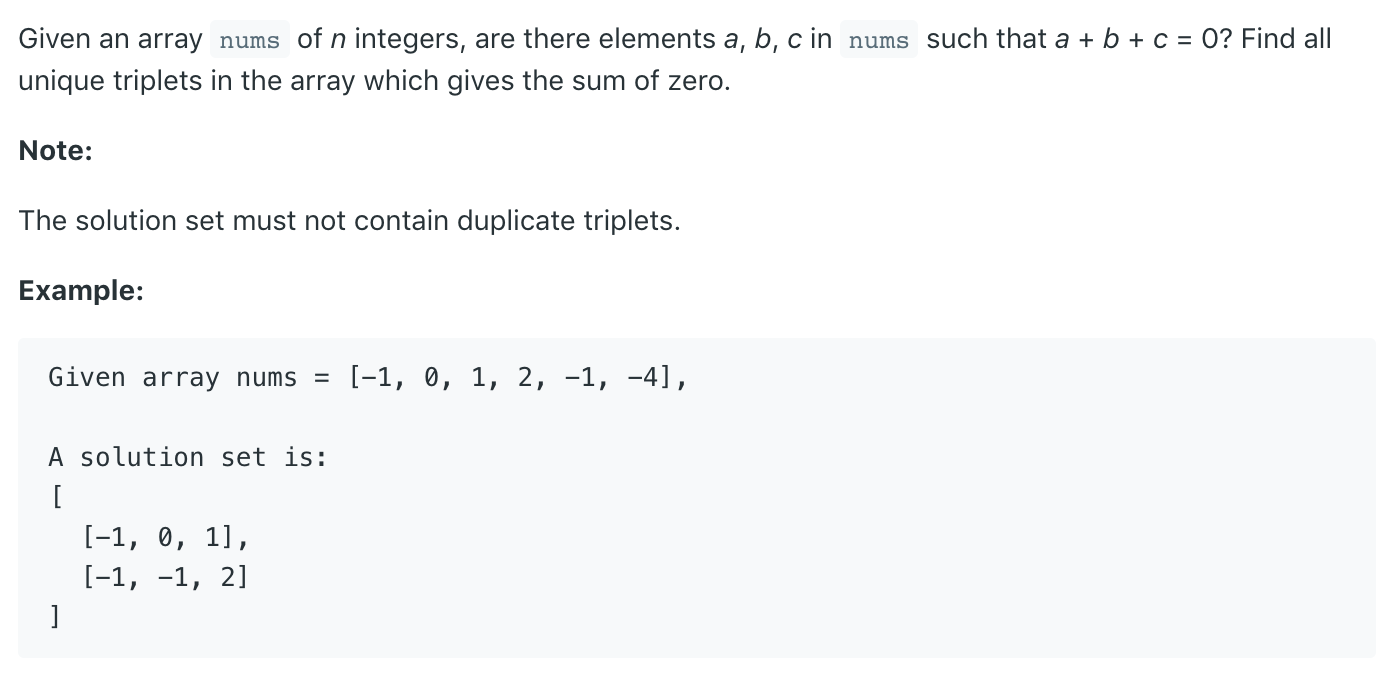 Given an array nums of n integers, are there elements a, b, c in nums such that a + b + c = 0? Find all
unique triplets in the array which gives the sum of zero.
Note:
The solution set must not contain duplicate triplets.
Example:
Given array nums = [-1, 0, 1, 2, -1, -4],
A solution set is:
[
[-1, 0, 1],
[-1, -1, 2]
]